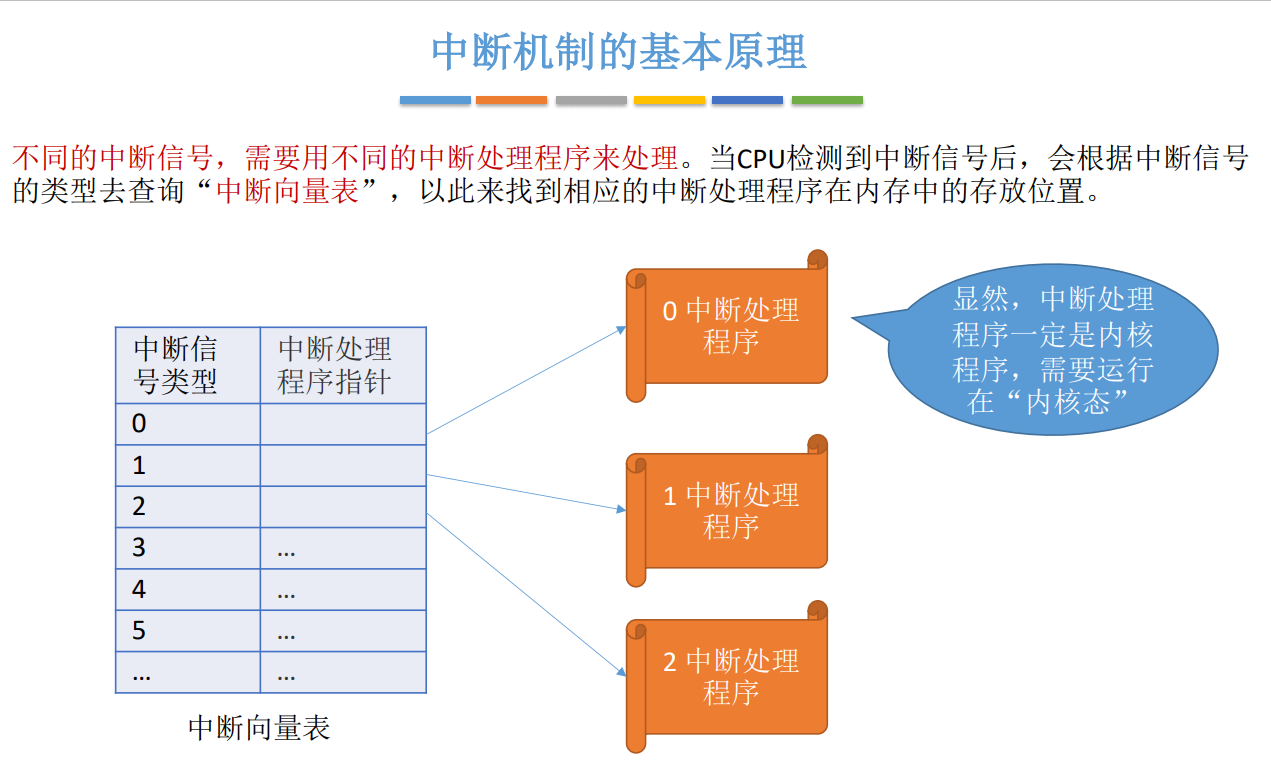 中断机制的基本原理
不同的中断信号，需要用不同的中断处理程序来处理。当CPU检测到中断信号后，会根据中断信号
的类型去查询“中断向量表”，以此来找到相应的中断处理程序在内存中的存放位置。
中断信
号类型
中断处理
程序指针
0
1
2
3
…
4
…
5
…
…
…
中断向量表
0 中断处理
程序
1 中断处理
程序
2 中断处理
程序
显然，中断处理
程序一定是内核
程序，需要运行
在“内核态”